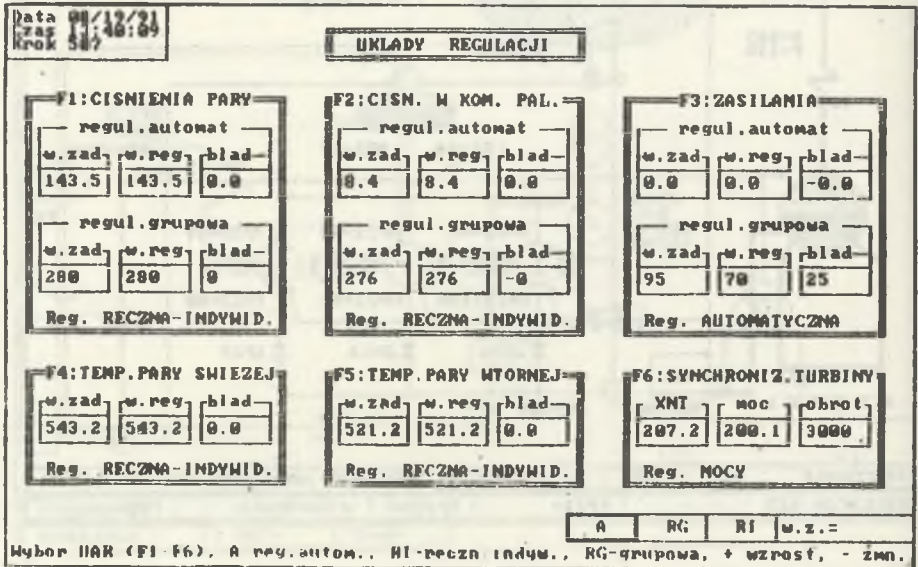 Data 08/12/91
Czas 13:40:09
Krok 507
UKLADY REGULACJI
F1:CISNIENIA PARY
regul.automat
w.zad w.reg blad
143.5 143.5 0.0
regul.grupowa
w.zad w.reg blad
280 280 0
Reg. RECZNA-INDYWID.
F2:CISN. W KOM. PAL.
regul.automat
w.zad w.reg blad
8.4 8.4 0.0
regul.grupowa
w.zad w.reg blad
276 276 -0
Reg. RECZNA-INDYWID.
F3:ZASILANIA
regul.automat
w.zad w.reg blad
0.0 0.0 -0.0
regul.grupowa
w.zad w.reg blad
95 70 25
Reg. AUTOMATYCZNA
F4:TEMP.PARY SWIEZEJ
w.zad w.reg blad
543.2 543.2 0.0
Reg. RECZNA-INDYWID.
F5:TEMP.PARY WTORNEJ
w.zad w.reg blad
521.2 521.2 0.0
Reg. RECZNA-INDYWID.
F6:SYNCHRONIZ.TURBINY
XNT moc obrot
207.2 200.1 3000
Reg. MOCY
A RG RI w.z.=
Wybor UAR (F1-F6), A reg.autom., RI-reczn indyw., RG-grupowa, + wzrost, - zmn.